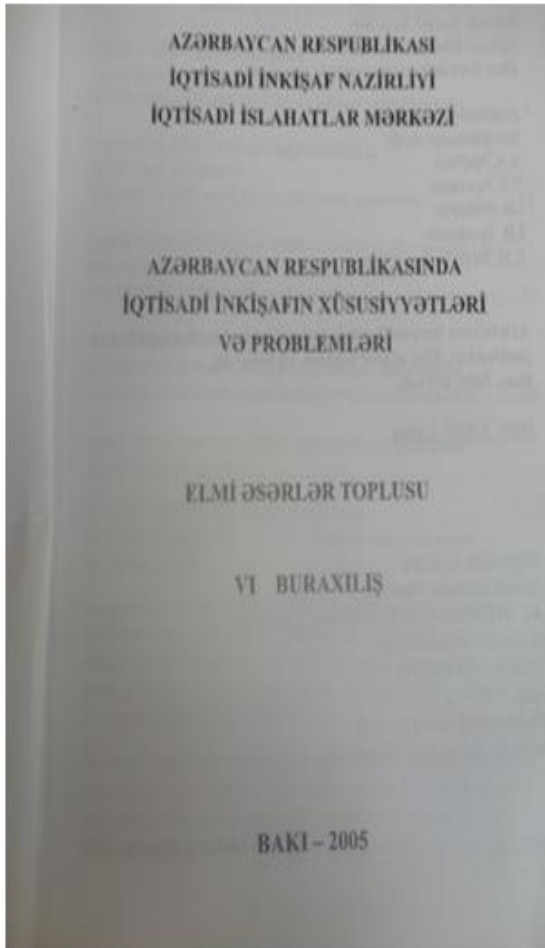 AZƏRBAYCAN RESPUBLİKASI
İQTİSADİ İNKİŞAF NAZİRLİYİ
İQTİSADİ İSLAHATLAR MƏRKƏZİ
AZƏRBAYCAN RESPUBLİKASINDA
İQTİSADİ İNKİŞAFIN XÜSUSİYYƏTLƏRİ
VƏ PROBLEMLƏRİ
ELMİ ƏSƏRLƏR TOPLUSU
VI BURAXILIŞ
BAKI – 2005